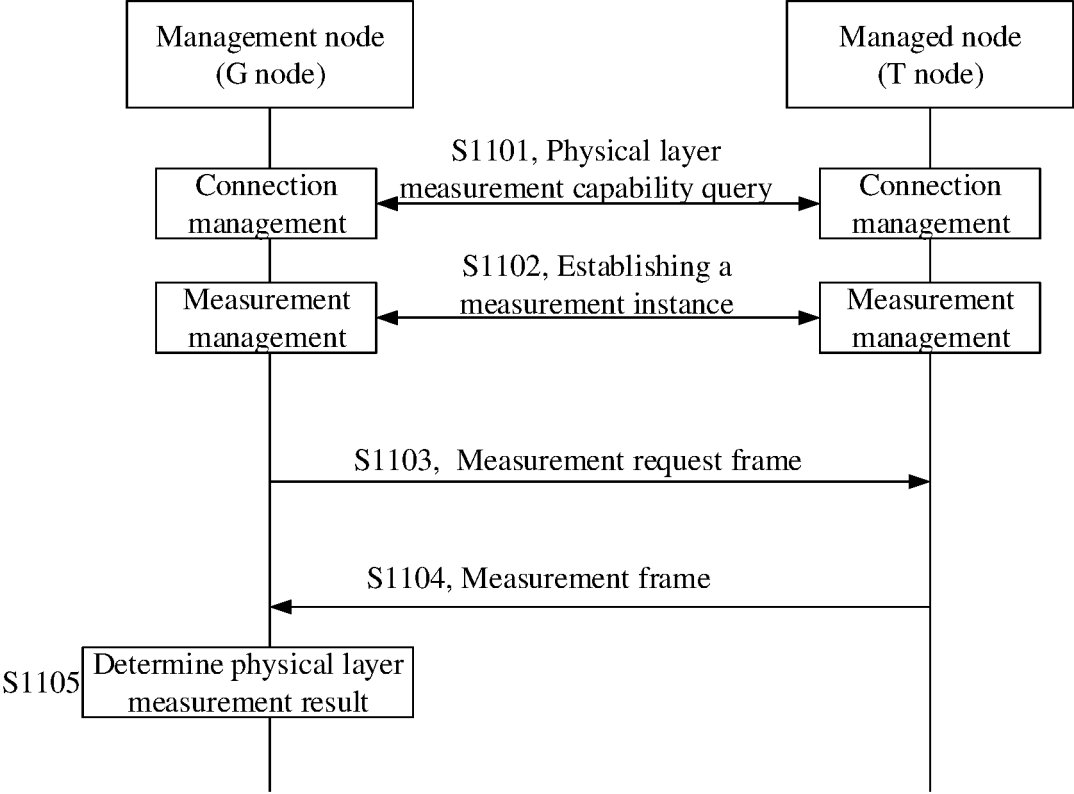 Management node
(G node)
Managed node
(T node)
S1101, Physical layer
measurement capability query
Connection
management
Connection
management
S1102, Establishing a
measurement instance
Measurement
management
Measurement
management
S1103, Measurement request frame
S1104, Measurement frame
S1105
Determine physical layer
measurement result